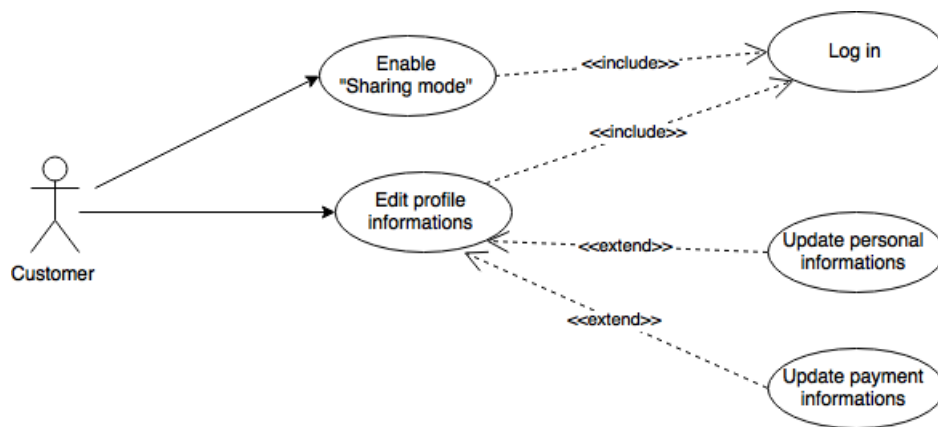 Log in
Enable
"Sharing mode"
<<include>>
<<include>>
Edit profile
informations
Customer
<<extend>>
Update personal
informations
<<extend>>
Update payment
informations